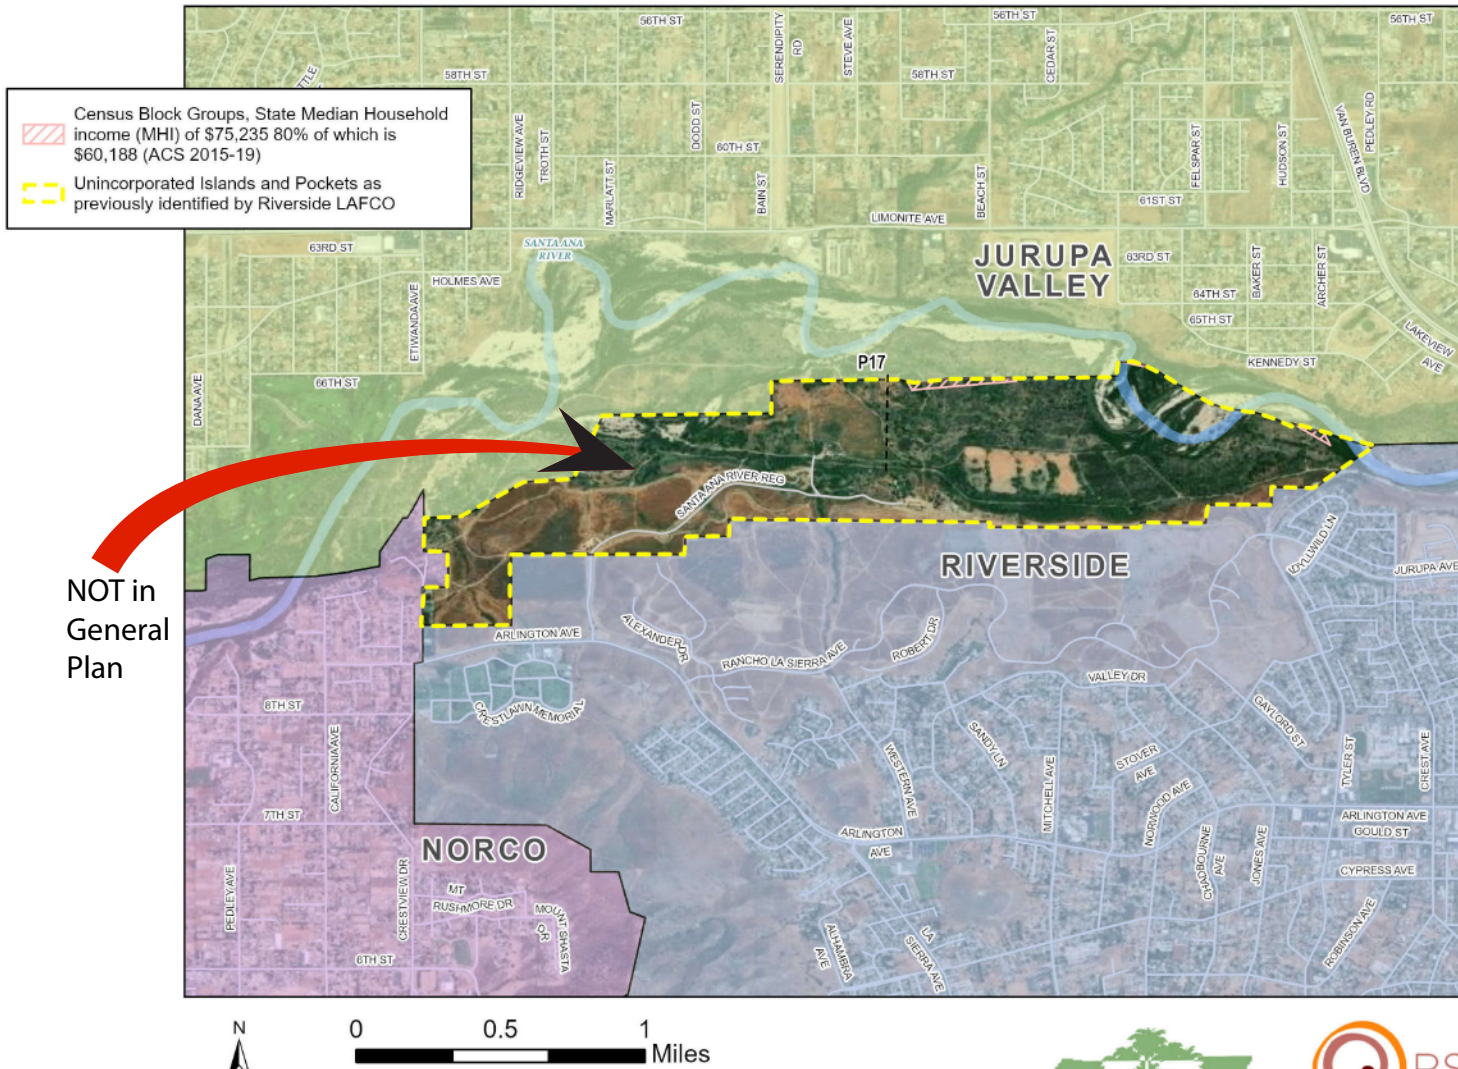 56TH ST
56TH ST
56TH ST
SERENDIPITY
RD
STEVE AVE
CEDAR ST
58TH ST
58TH ST
Census Block Groups, State Median Household
income (MHI) of $75,235 80% of which is
$60,188 (ACS 2015-19)
Unincorporated Islands and Pockets as
previously identified by Riverside LAFCO
RIDGEVIEW AVE
TROTH ST
MARLATT ST
DODD ST
60TH ST
BAIN ST
BEACH ST
FELSPAR ST
HUDSON ST
VAN BUREN BLVD
PEDLEY RD
61ST ST
LIMONITE AVE
63RD ST
SANTA ANA
RIVER
HOLMES AVE
ETIWANDA AVE
JURUPA
VALLEY
63RD ST
BAKER ST
ARCHER ST
64TH ST
65TH ST
LAKEVIEW
AVE
KENNEDY ST
P17
66TH ST
DANA AVE
SANTA ANA RIVER REG
NOT in
General
Plan
RIVERSIDE
IDYLLWILD LN
JURUPA AVE
ARLINGTON AVE
ALEXANDER DR
RANCHO LA SIERRA AVE
ROBERT DR
VALLEY DR
8TH ST
CRESTLAWN MEMORIAL
CALIFORNIA AVE
GAYLORD ST
SANDY LN
STOVER
AVE
WESTERN AVE
MITCHELL AVE
NORWOOD AVE
TYLER ST
CREST AVE
7TH ST
ARLINGTON
AVE
ARLINGTON AVE
GOULD ST
NORCO
CHADBOURNE
AVE
JONES AVE
CYPRESS AVE
PEDLEY AVE
CRESTVIEW DR
MT
RUSHMORE DR
MOUNT SHASTA
DR
ALHAMBRA
AVE
LA
SIERRA AVE
ROBINSON AVE
6TH ST
N
0 0.5 1
Miles